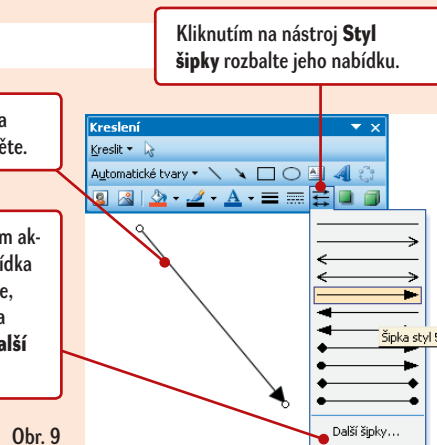 Kliknutím na nástroj Styl
šipky rozbalte jeho nabídku.
a
ěte.
Kreslení
Kreslit
Automatické tvary
m ak-
ídka
e,
a
alší
Šipka styl 5
Další šipky...
Obr. 9